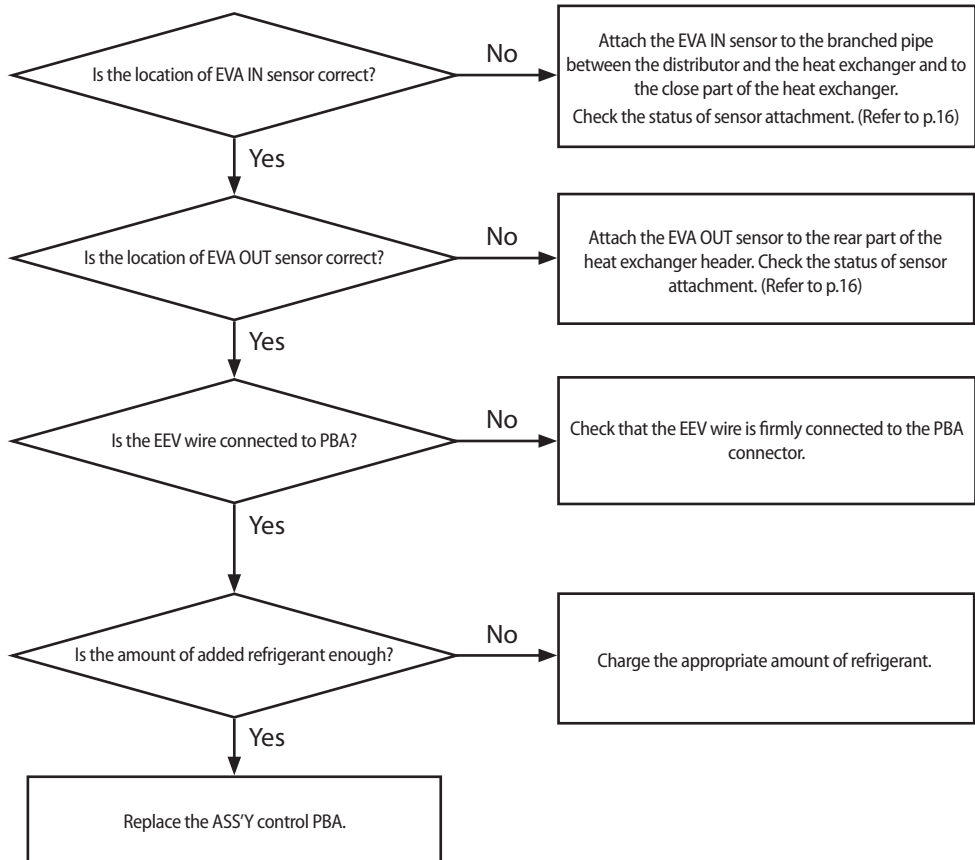 Is the location of EVA IN sensor correct?
No
Attach the EVA IN sensor to the branched pipe
between the distributor and the heat exchanger and to
the close part of the heat exchanger.
Check the status of sensor attachment. (Refer to p.16)
Yes
Is the location of EVA OUT sensor correct?
No
Attach the EVA OUT sensor to the rear part of the
heat exchanger header. Check the status of sensor
attachment. (Refer to p.16)
Yes
Is the EEV wire connected to PBA?
No
Check that the EEV wire is firmly connected to the PBA
connector.
Yes
Is the amount of added refrigerant enough?
No
Charge the appropriate amount of refrigerant.
Yes
Replace the ASS'Y control PBA.